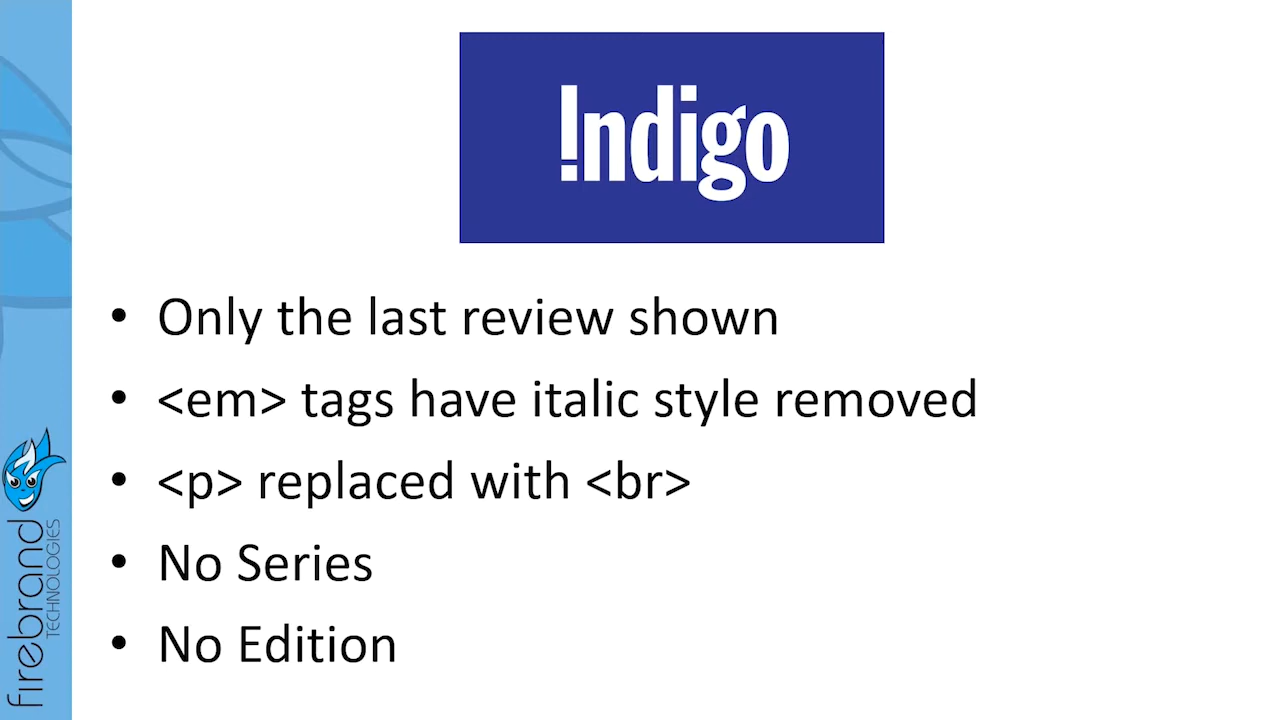 Indigo
• Only the last review shown
• <em> tags have italic style removed
• <p> replaced with <br>
• No Series
• No Edition
firebrand
TECHNOLOGIES